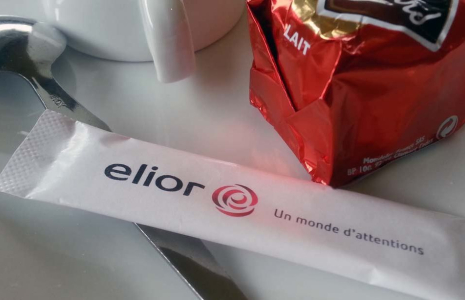 LAIT
elior
Un monde d'attentions